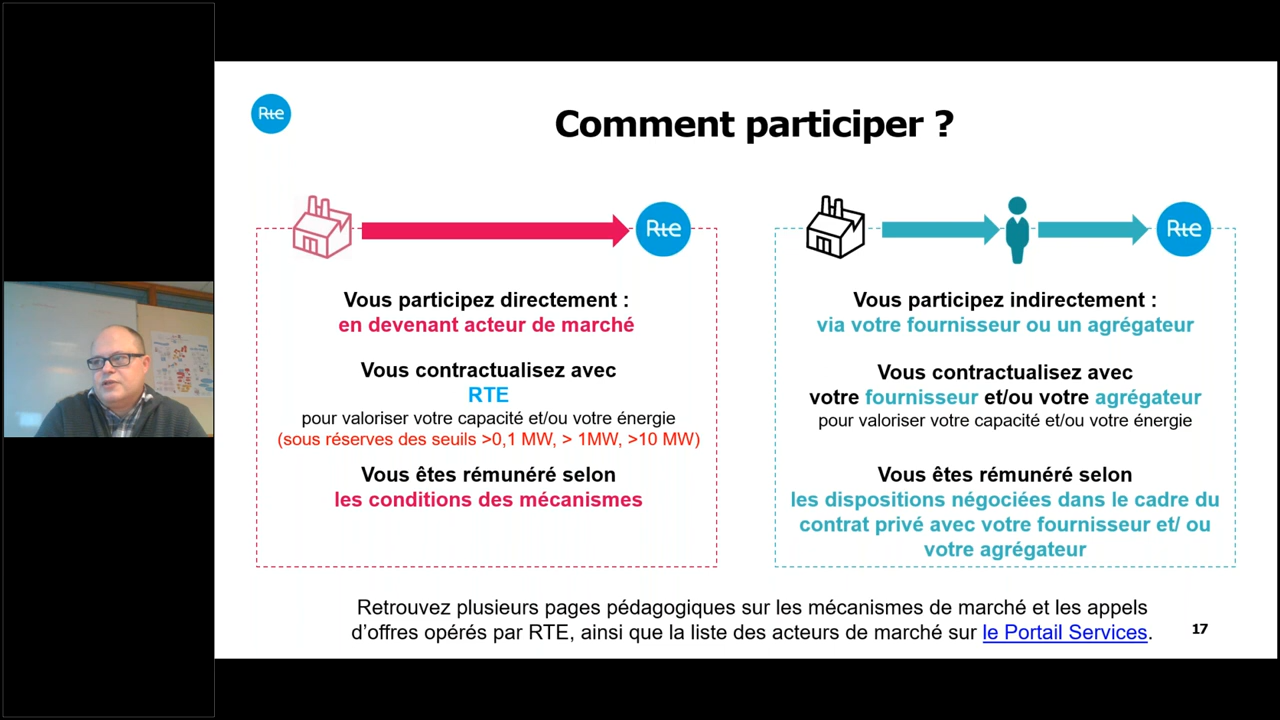 Rte
Comment participer ?
Rte
Rte
Vous participez directement :
en devenant acteur de marché
Vous contractualisez avec
RTE
pour valoriser votre capacité et/ou votre énergie
(sous réserves des seuils >0,1 MW, > 1MW, >10 MW)
Vous êtes rémunéré selon
les conditions des mécanismes
Vous participez indirectement :
via votre fournisseur ou un agrégateur
Vous contractualisez avec
votre fournisseur et/ou votre agrégateur
pour valoriser votre capacité et/ou votre énergie
Vous êtes rémunéré selon
les dispositions négociées dans le cadre du
contrat privé avec votre fournisseur et/ ou
votre agrégateur
Retrouvez plusieurs pages pédagogiques sur les mécanismes de marché et les appels
d’offres opérés par RTE, ainsi que la liste des acteurs de marché sur le Portail Services.
17